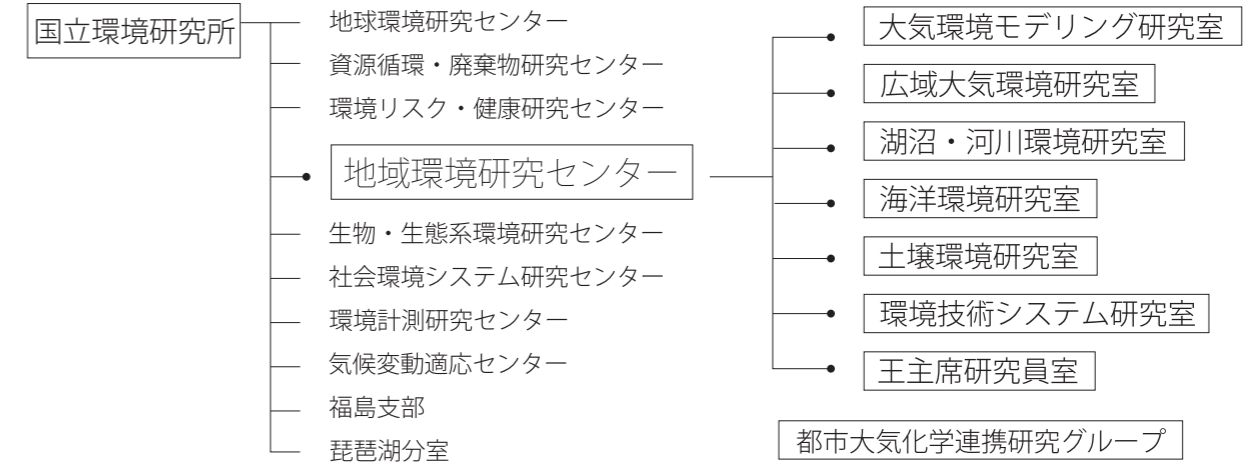 国立環境研究所
地球環境研究センター
資源循環・廃棄物研究センター
環境リスク・健康研究センター
地域環境研究センター
生物・生態系環境研究センター
社会環境システム研究センター
環境計測研究センター
気候変動適応センター
福島支部
琵琶湖分室
大気環境モデリング研究室
広域大気環境研究室
湖沼・河川環境研究室
海洋環境研究室
土壌環境研究室
環境技術システム研究室
王主席研究員室
都市大気化学連携研究グループ